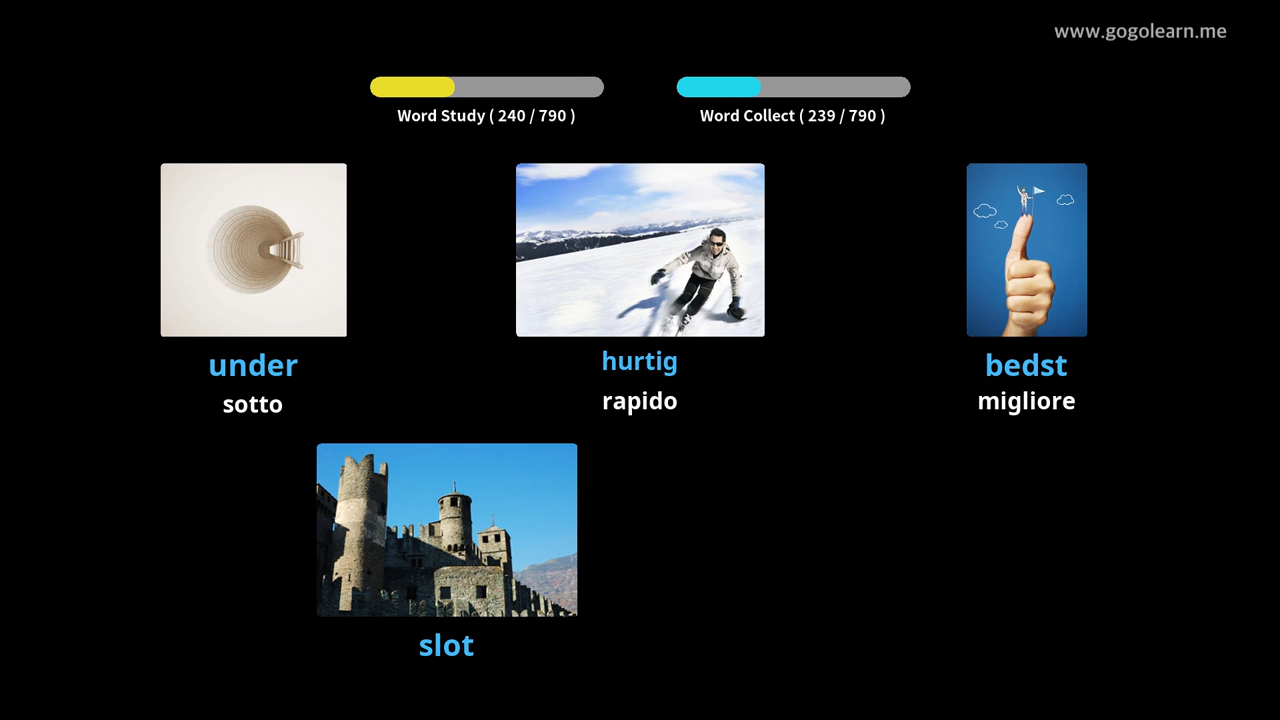 www.gogolearn.me
Word Study ( 240 / 790 )
Word Collect ( 239 / 790 )
under
sotto
hurtig
rapido
bedst
migliore
slot